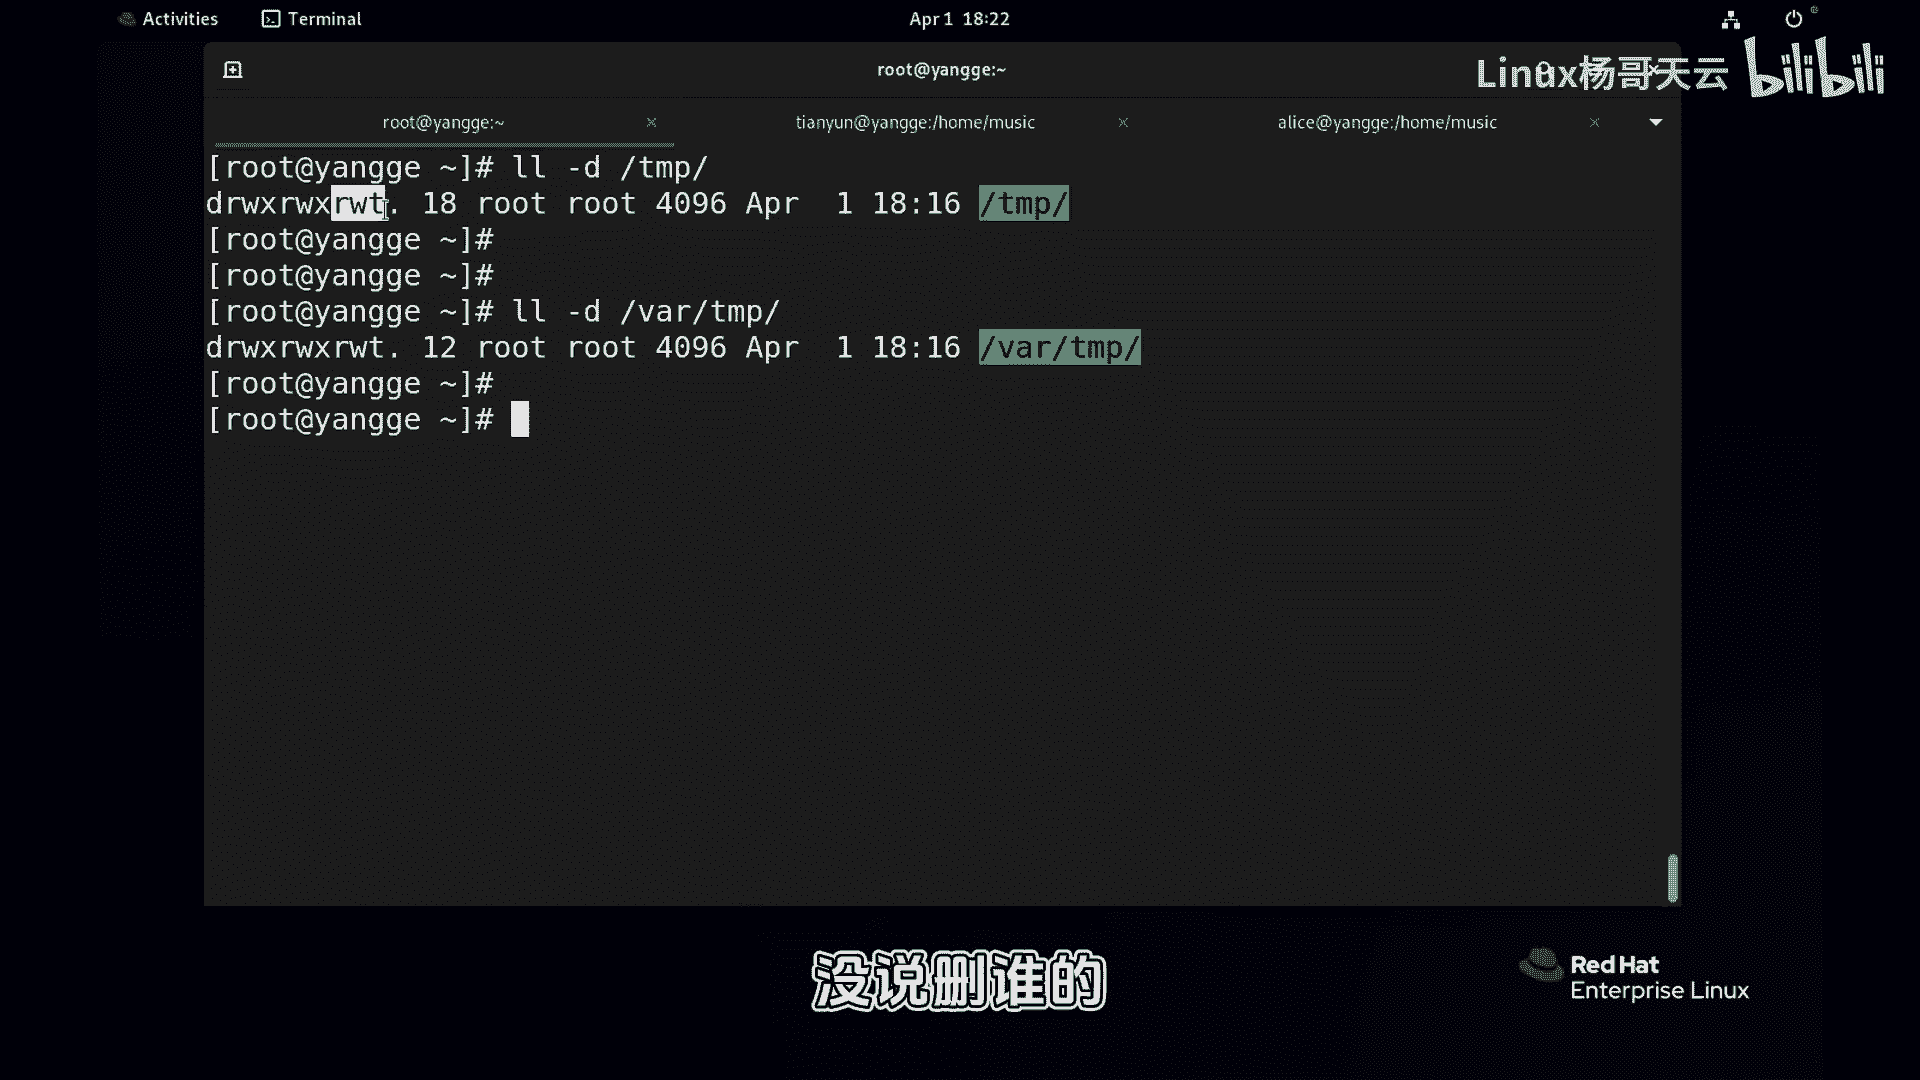 Activities Terminal Apr 1 18:22
root@yangge:~
Linux杨哥天云 bilibili
root@yangge:~ tianyun@yangge:/home/music alice@yangge:/home/music
[root@yangge ~]# ll -d /tmp/
drwxrwxrwt. 18 root root 4096 Apr  1 18:16 /tmp/
[root@yangge ~]#
[root@yangge ~]#
[root@yangge ~]# ll -d /var/tmp/
drwxrwxrwt. 12 root root 4096 Apr  1 18:16 /var/tmp/
[root@yangge ~]#
[root@yangge ~]#
没说删谁的
Red Hat
Enterprise Linux